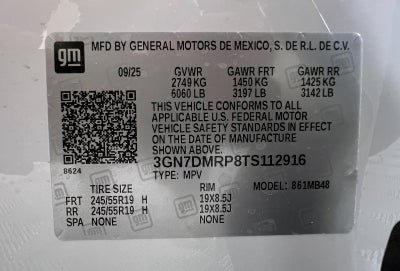 gm MFD BY GENERAL MOTORS DE MEXICO, S. DE R.L. DE C.V.
09/25 GVWR GAWR FRT GAWR RR
2749 KG 1450 KG 1425 KG
6060 LB 3197 LB 3142 LB
THIS VEHICLE CONFORMS TO ALL
APPLICABLE U.S. FEDERAL MOTOR
VEHICLE SAFETY STANDARDS IN EFFECT
ON THE DATE OF MANUFACTURE
SHOWN ABOVE.
3GN7DMRP8TS112916
8624 TYPE: MPV
TIRE SIZE RIM MODEL: 861MB48
FRT 245/55R19 H 19X8.5J
RR 245/55R19 H 19X8.5J
SPA NONE NONE